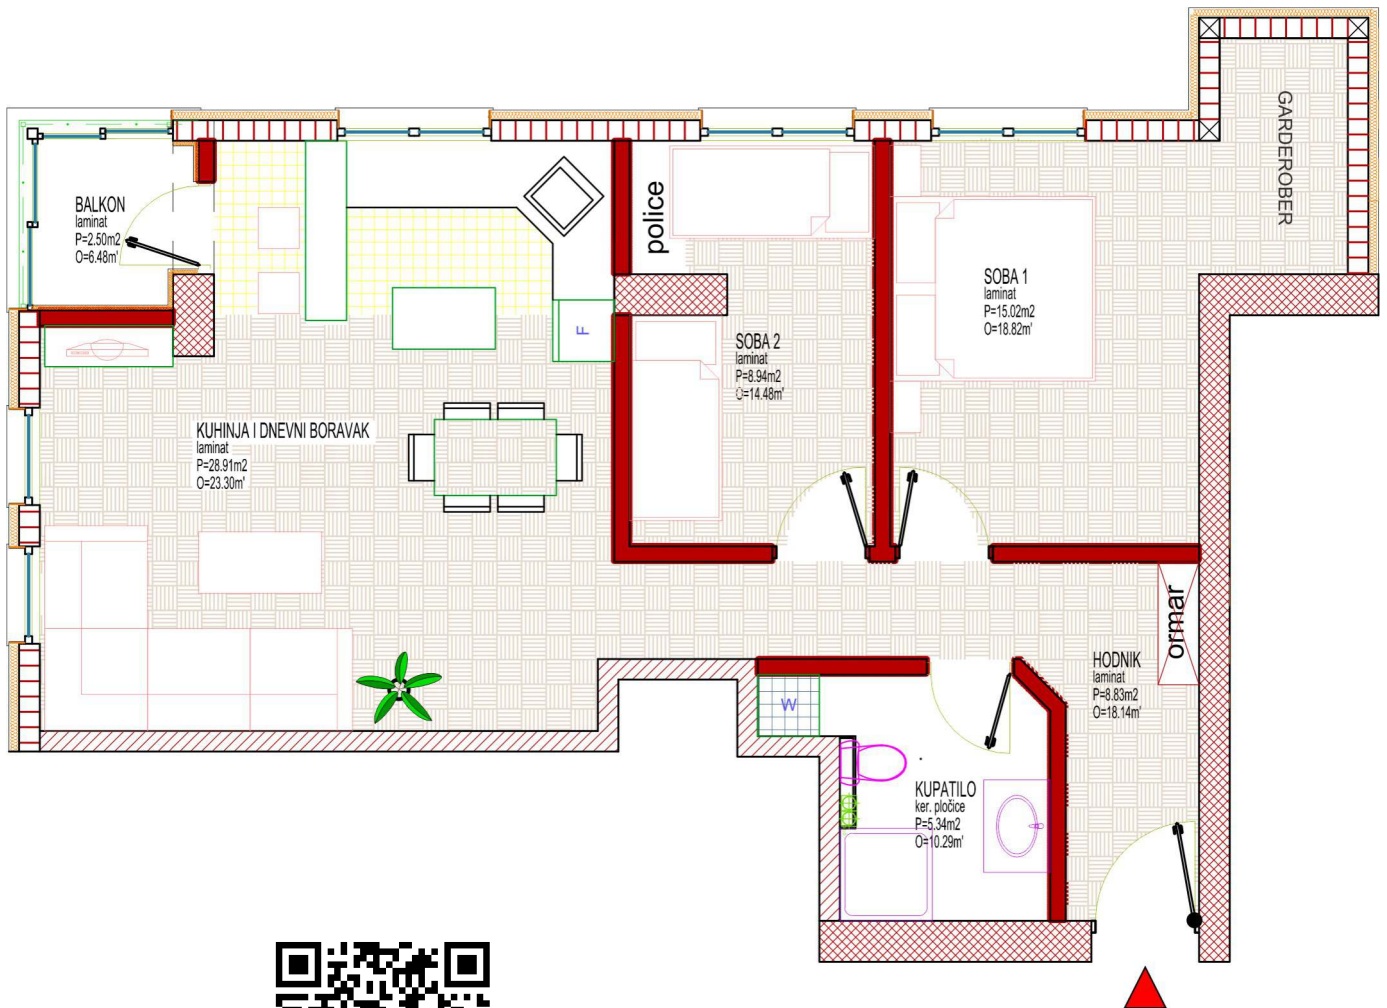 GARDEROBER
BALKON
laminat
P=2.50m2
O=6.48m'
police
SOBA 1
laminat
P=15.02m2
O=18.82m'
F
SOBA 2
laminat
P=8.94m2
O=14.48m'
KUHINJA I DNEVNI BORAVAK
laminat
P=28.91m2
O=23.30m'
ormar
HODNIK
laminat
P=8.83m2
O=18.14m'
W
KUPATILO
ker. pločice
P=5.34m2
O=10.29m'